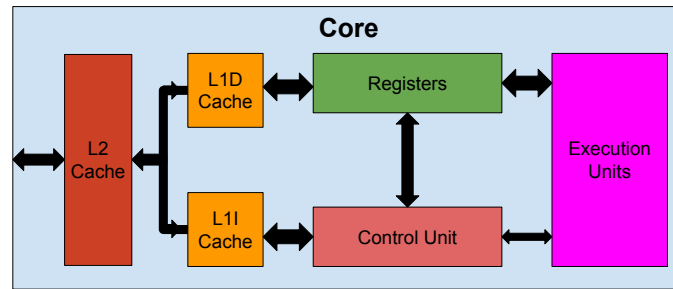 Core
L1D
Cache
Registers
L2
Cache
Execution
Units
L1I
Cache
Control Unit